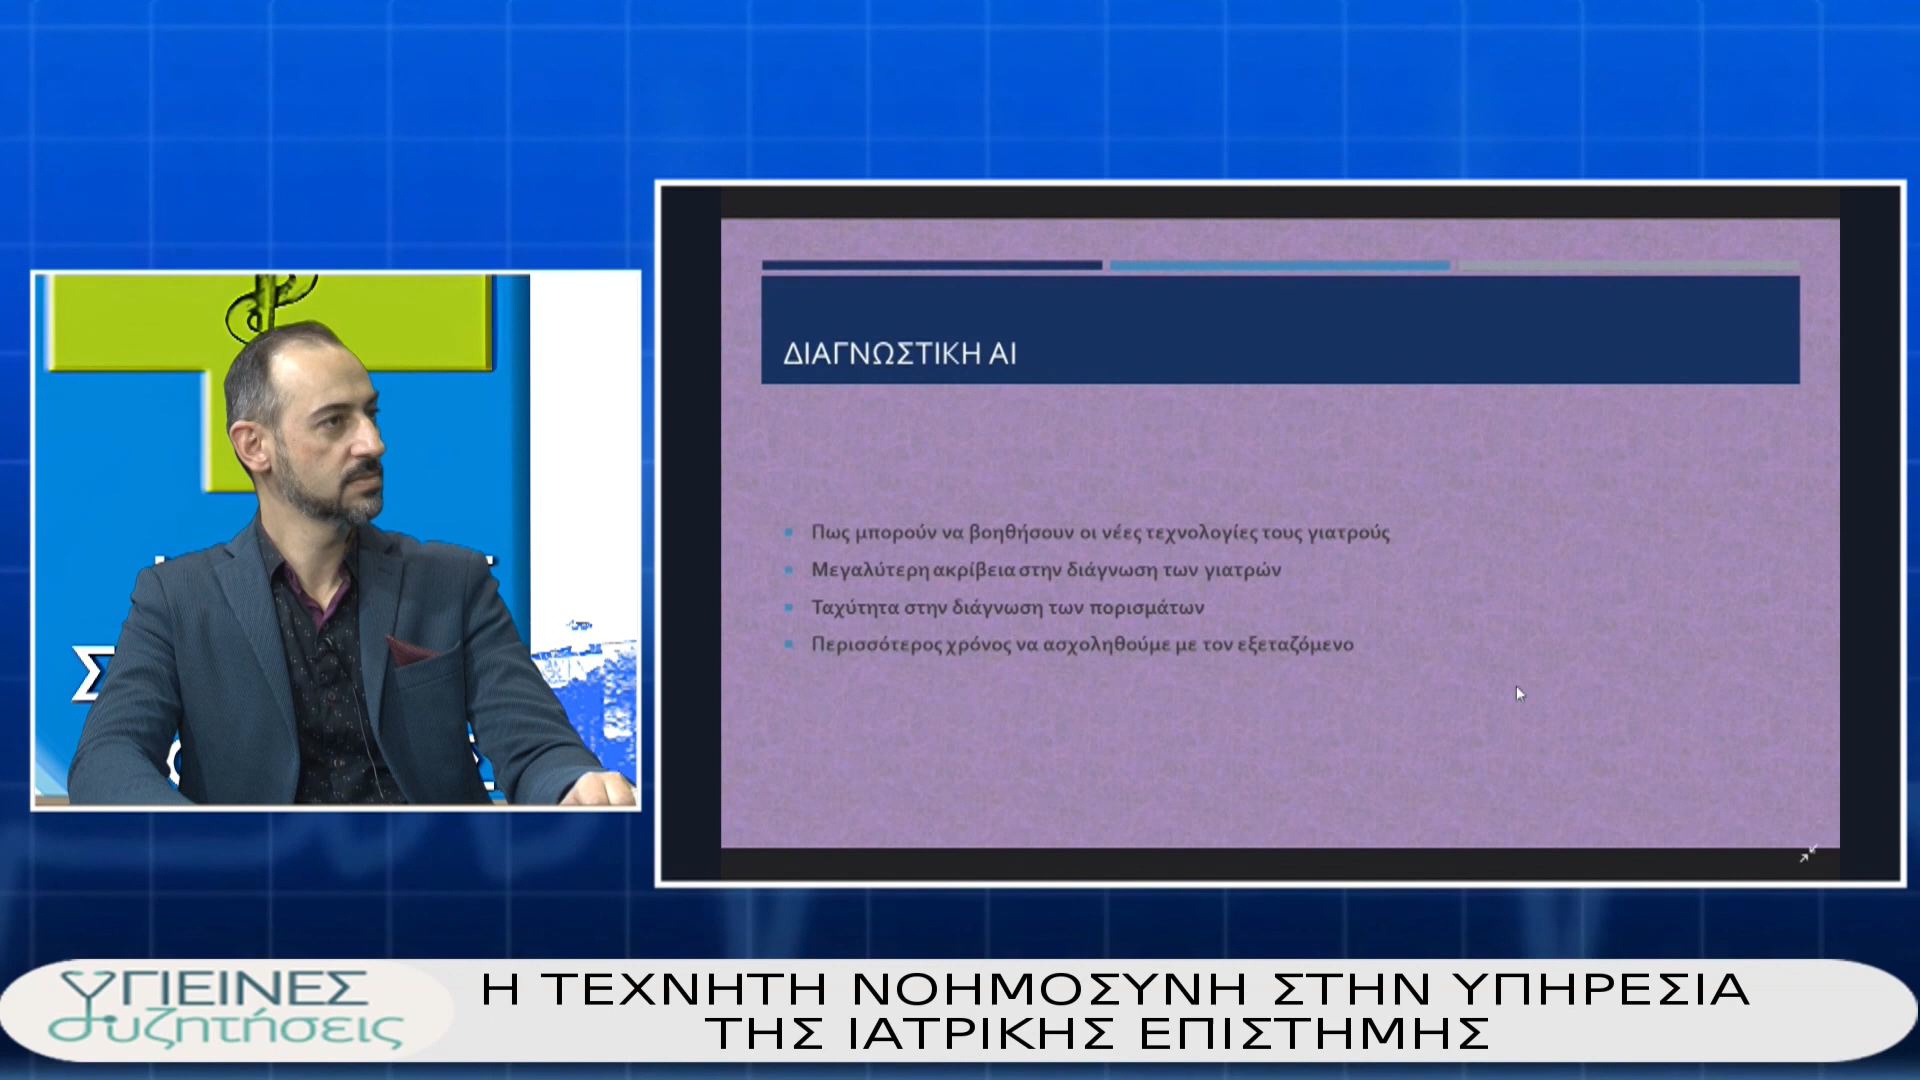 ΔΙΑΓΝΩΣΤΙΚΗ AI
Πως μπορούν να βοηθήσουν οι νέες τεχνολογίες τους γιατρούς
Μεγαλύτερη ακρίβεια στην διάγνωση των γιατρών
Ταχύτητα στην διάγνωση των πορισμάτων
Περισσότερος χρόνος να ασχοληθούμε με τον εξεταζόμενο
ΥΓΙΕΙΝΕΣ
συζητήσεις
Η ΤΕΧΝΗΤΗ ΝΟΗΜΟΣΥΝΗ ΣΤΗΝ ΥΠΗΡΕΣΙΑ
ΤΗΣ ΙΑΤΡΙΚΗΣ ΕΠΙΣΤΗΜΗΣ